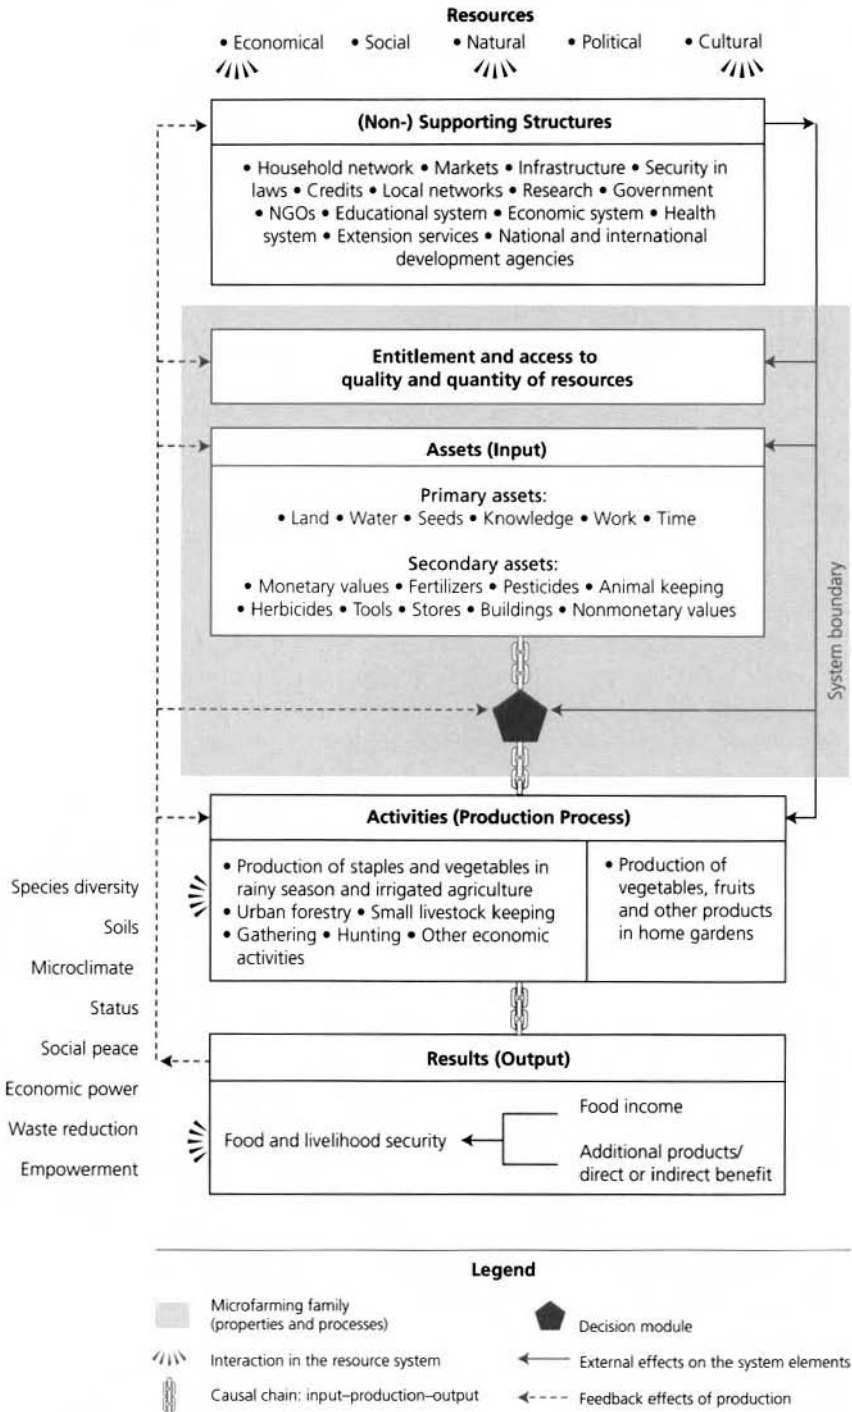 Resources
• Economical • Social • Natural • Political • Cultural
(Non-) Supporting Structures
• Household network • Markets • Infrastructure • Security in
laws • Credits • Local networks • Research • Government
• NGOs • Educational system • Economic system • Health
system • Extension services • National and international
development agencies
Entitlement and access to
quality and quantity of resources
Assets (Input)
Primary assets:
• Land • Water • Seeds • Knowledge • Work • Time
Secondary assets:
• Monetary values • Fertilizers • Pesticides • Animal keeping
• Herbicides • Tools • Stores • Buildings • Nonmonetary values
System boundary
Activities (Production Process)
• Production of staples and vegetables in
rainy season and irrigated agriculture
• Urban forestry • Small livestock keeping
• Gathering • Hunting • Other economic
activities
• Production of
vegetables, fruits
and other products
in home gardens
Species diversity
Soils
Microclimate
Status
Social peace
Economic power
Waste reduction
Empowerment
Results (Output)
Food and livelihood security
Food income
Additional products/
direct or indirect benefit
Legend
Microfarming family
(properties and processes)
Decision module
Interaction in the resource system
External effects on the system elements
Causal chain: input–production–output
Feedback effects of production